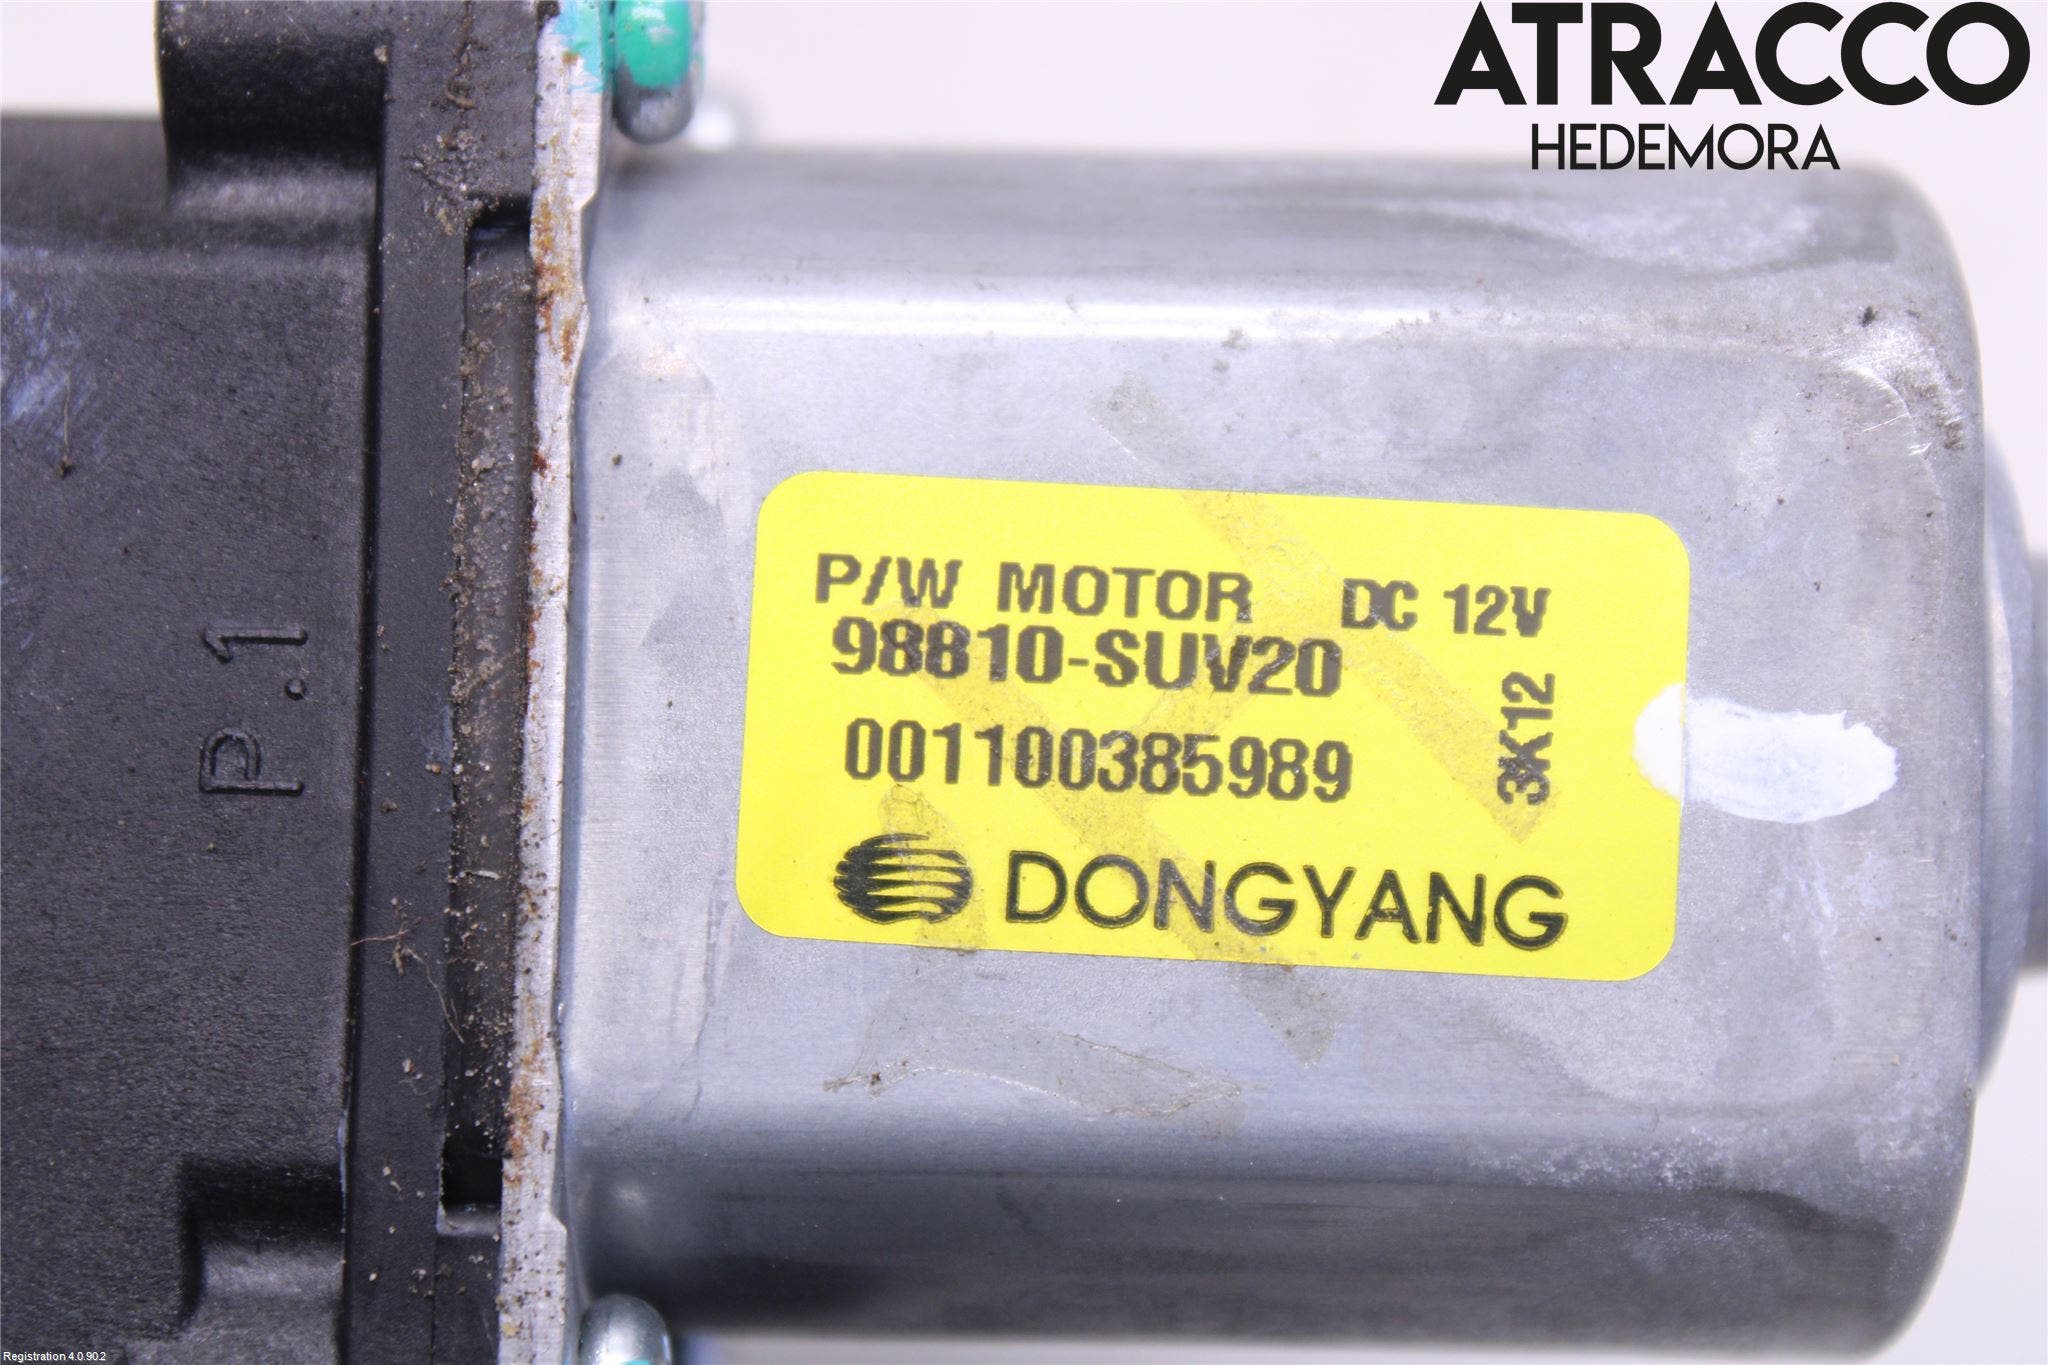 ATRACCO
HEDEMORA
P/W MOTOR DC 12V
98810-SUV20
001100385989
3K12
DONGYANG
P.1
Registration 4.0.902